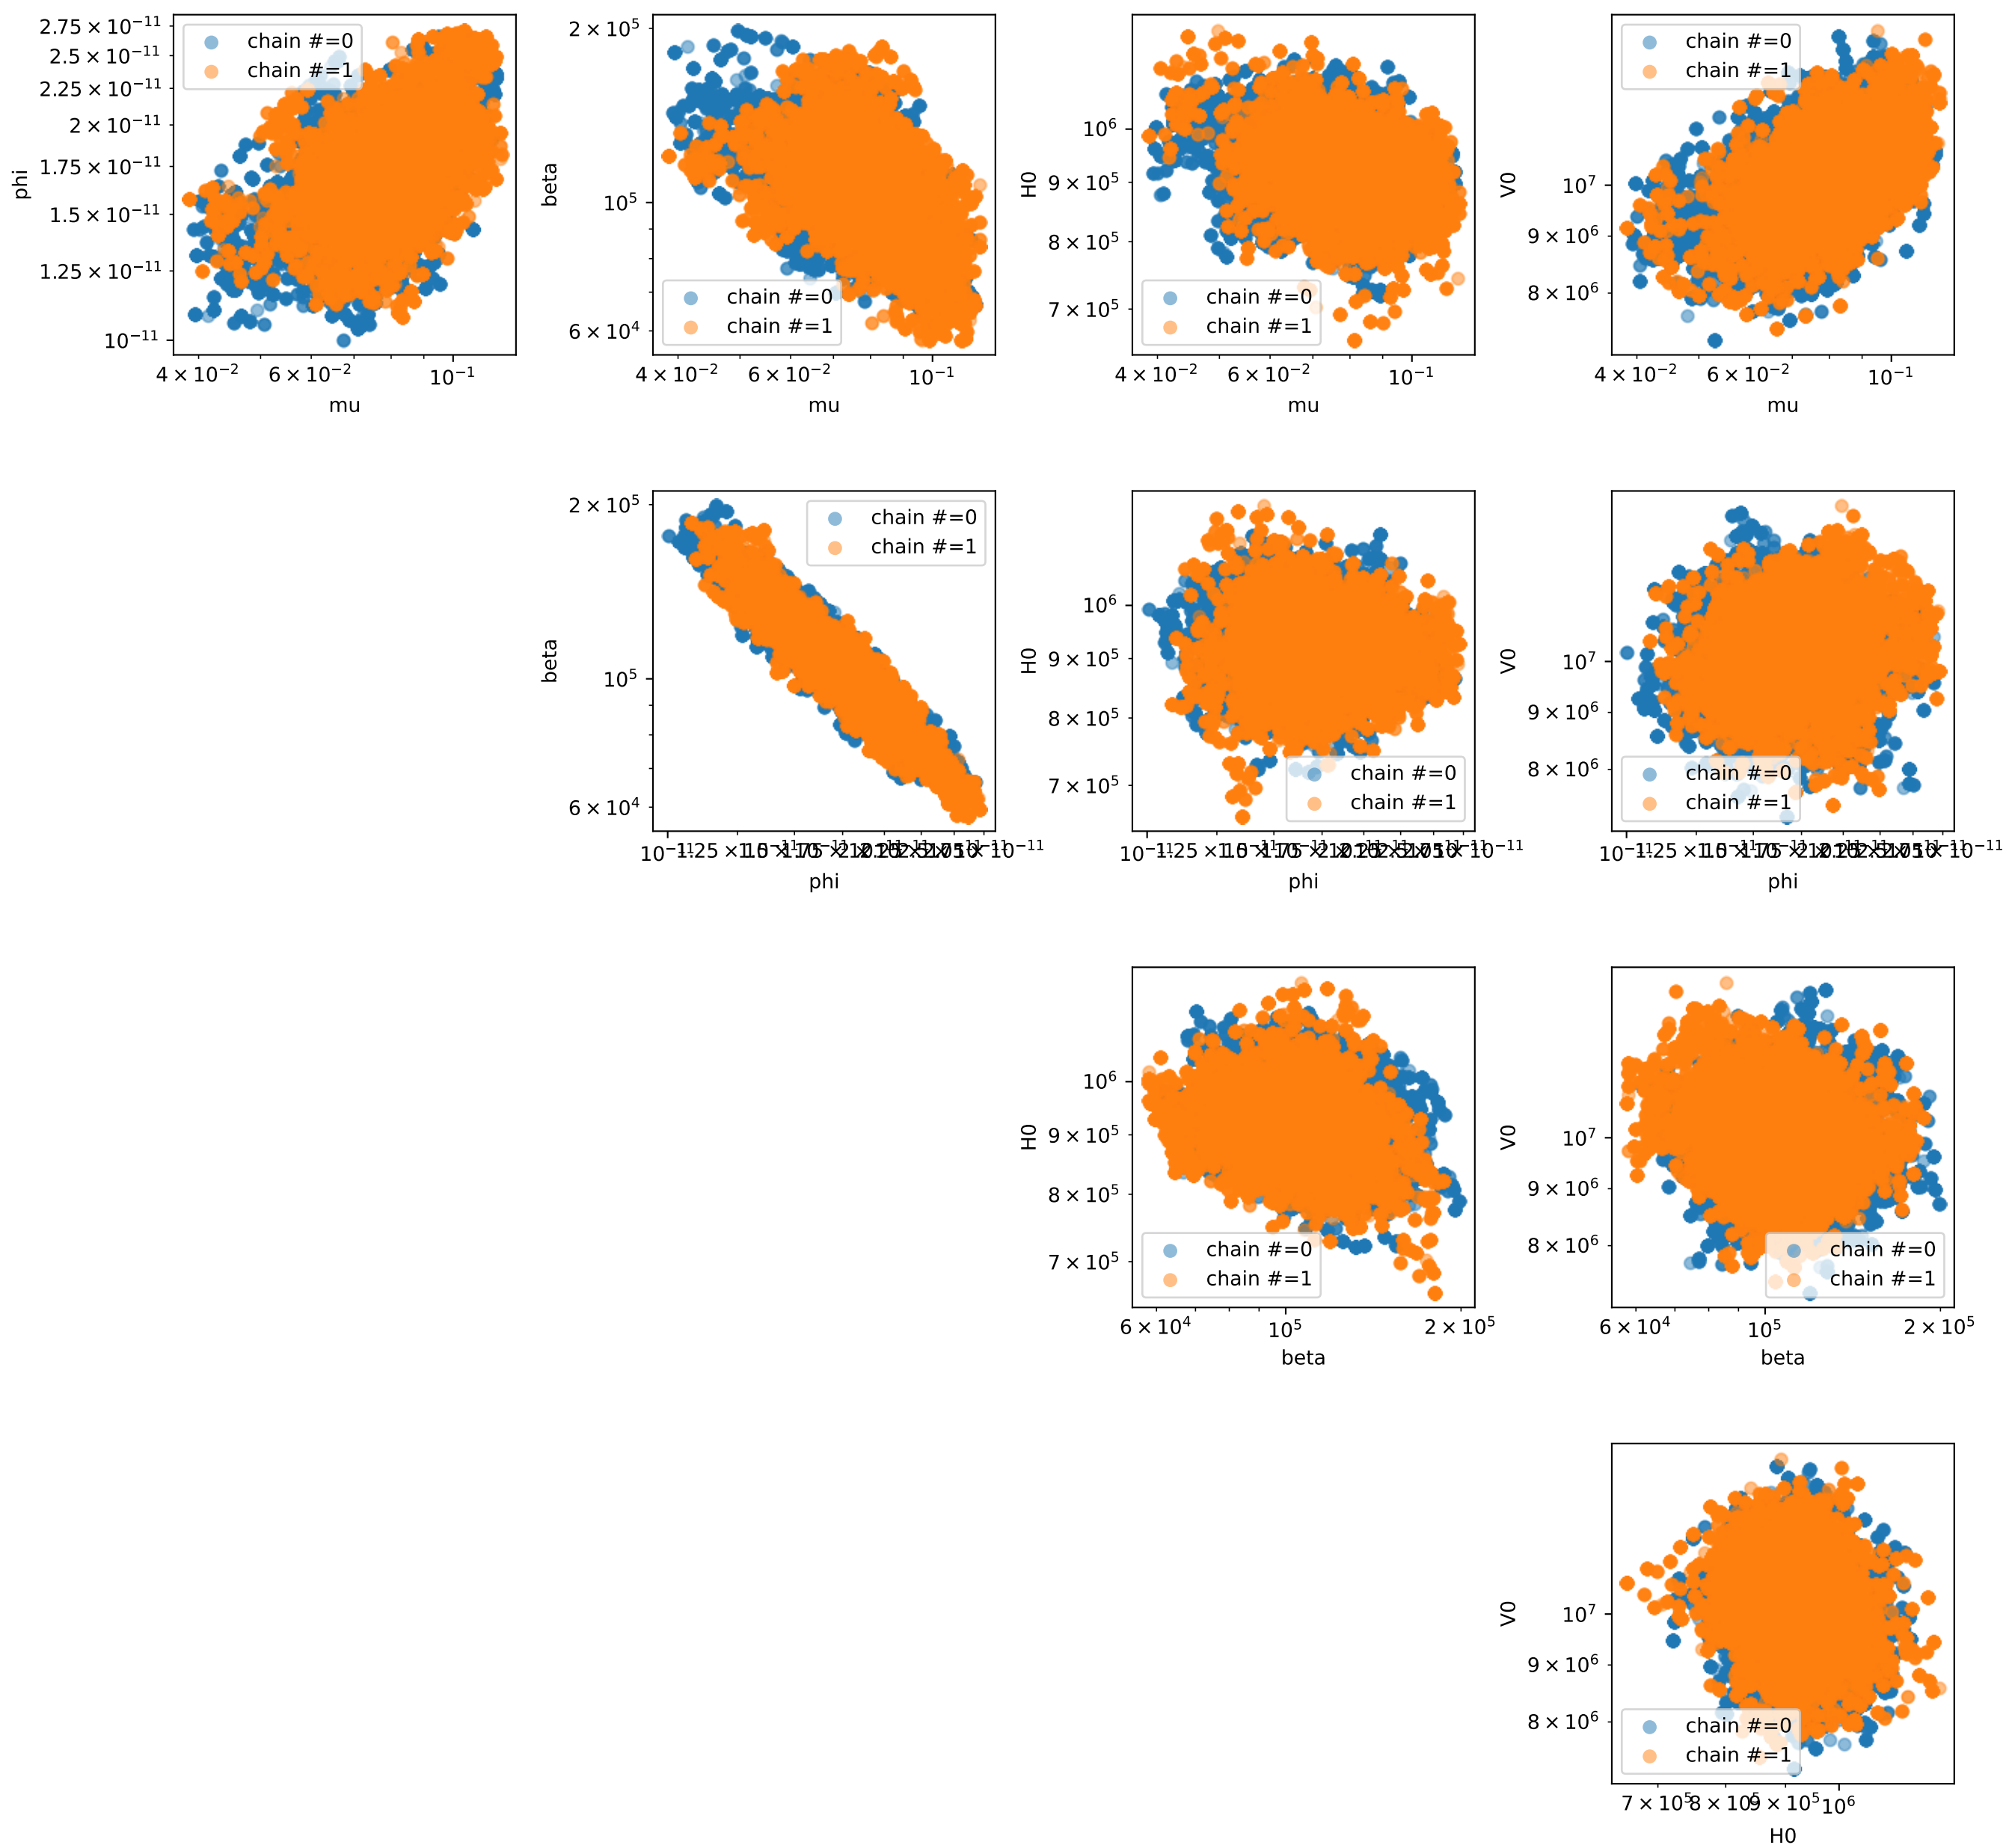 2.75 × 10⁻¹¹
2.5 × 10⁻¹¹
2.25 × 10⁻¹¹
2 × 10⁻¹¹
1.75 × 10⁻¹¹
1.5 × 10⁻¹¹
1.25 × 10⁻¹¹
10⁻¹¹
phi
chain #=0
chain #=1
4 × 10⁻² 6 × 10⁻² 10⁻¹
mu
2 × 10⁵
10⁵
6 × 10⁴
beta
chain #=0
chain #=1
4 × 10⁻² 6 × 10⁻² 10⁻¹
mu
10⁶
9 × 10⁵
8 × 10⁵
7 × 10⁵
H0
chain #=0
chain #=1
4 × 10⁻² 6 × 10⁻² 10⁻¹
mu
10⁷
9 × 10⁶
8 × 10⁶
V0
chain #=0
chain #=1
4 × 10⁻² 6 × 10⁻² 10⁻¹
mu
2 × 10⁵
10⁵
6 × 10⁴
beta
chain #=0
chain #=1
phi
10⁶
9 × 10⁵
8 × 10⁵
7 × 10⁵
H0
chain #=0
chain #=1
phi
10⁷
9 × 10⁶
8 × 10⁶
V0
chain #=0
chain #=1
phi
10⁶
9 × 10⁵
8 × 10⁵
7 × 10⁵
H0
chain #=0
chain #=1
6 × 10⁴ 10⁵ 2 × 10⁵
beta
10⁷
9 × 10⁶
8 × 10⁶
V0
chain #=0
chain #=1
6 × 10⁴ 10⁵ 2 × 10⁵
beta
10⁷
9 × 10⁶
8 × 10⁶
V0
chain #=0
chain #=1
7 × 10⁵ 8 × 10⁵ 9 × 10⁵ 10⁶
H0